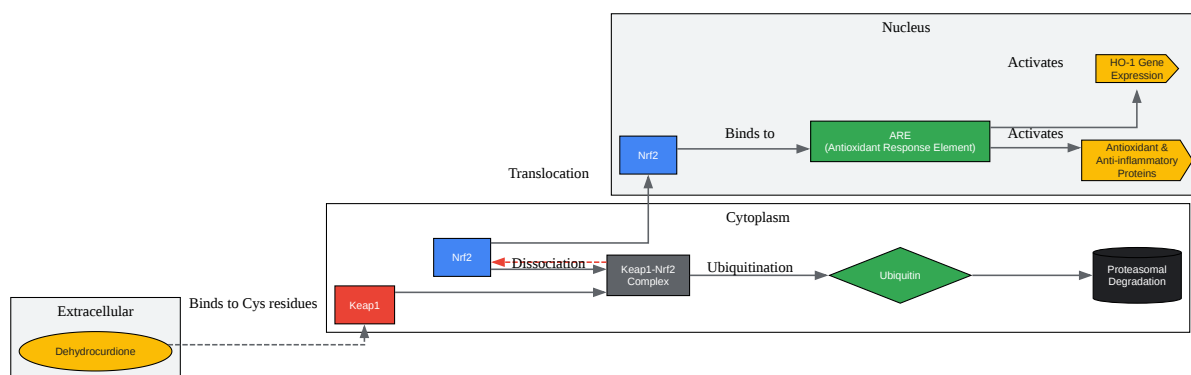 Nucleus
Activates
HO-1 Gene
Expression
Nrf2
Binds to
ARE
(Antioxidant Response Element)
Activates
Antioxidant &
Anti-inflammatory
Proteins
Translocation
Cytoplasm
Nrf2
Dissociation
Keap1-Nrf2
Complex
Ubiquitination
Ubiquitin
Proteasomal
Degradation
Binds to Cys residues
Keap1
Extracellular
Dehydrocurdione